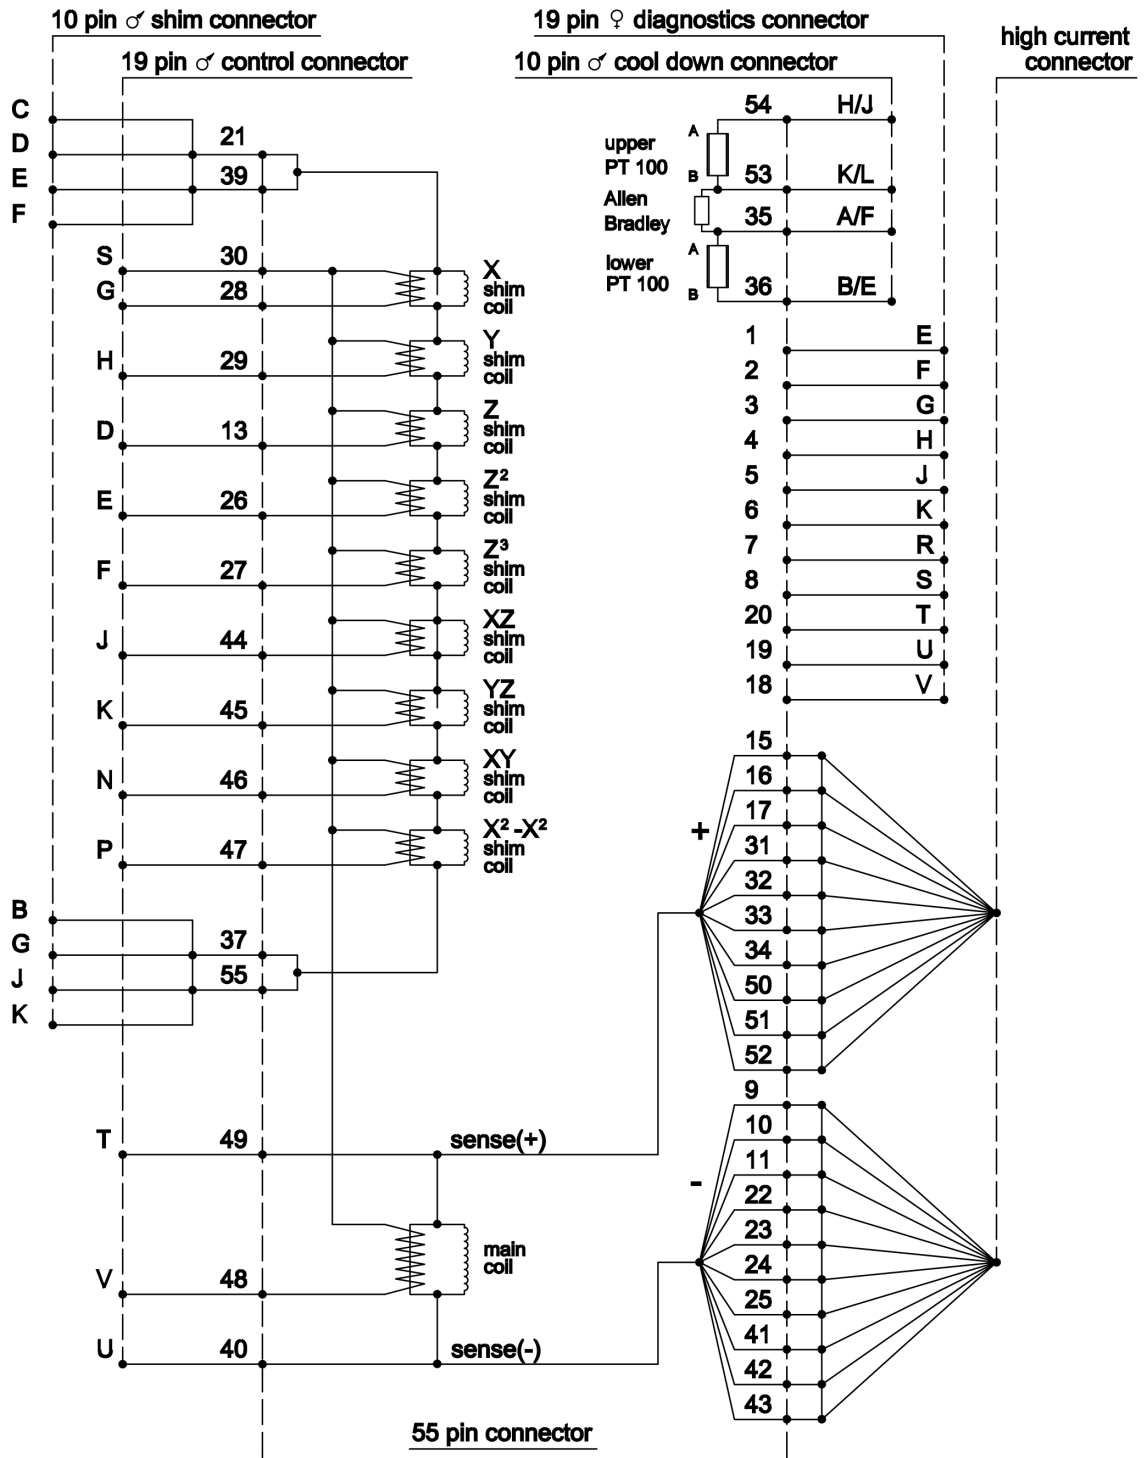 10 pin ♂ shim connector
19 pin ♂ control connector
19 pin ♀ diagnostics connector
10 pin ♂ cool down connector
high current
connector
C
D
21
E
39
F
S
30
G
28
X
shim
coil
H
29
Y
shim
coil
D
13
Z
shim
coil
E
26
Z²
shim
coil
F
27
Z³
shim
coil
J
44
XZ
shim
coil
K
45
YZ
shim
coil
N
46
XY
shim
coil
P
47
X² -X²
shim
coil
B
G
37
J
55
K
T
49
sense(+)
V
48
main
coil
U
40
sense(-)
55 pin connector
54
H/J
A
upper
PT 100
B
53
K/L
Allen
Bradley
35
A/F
A
lower
PT 100
B
36
B/E
1
E
2
F
3
G
4
H
5
J
6
K
7
R
8
S
20
T
19
U
18
V
15
16
17
+
31
32
33
34
50
51
52
9
10
11
-
22
23
24
25
41
42
43